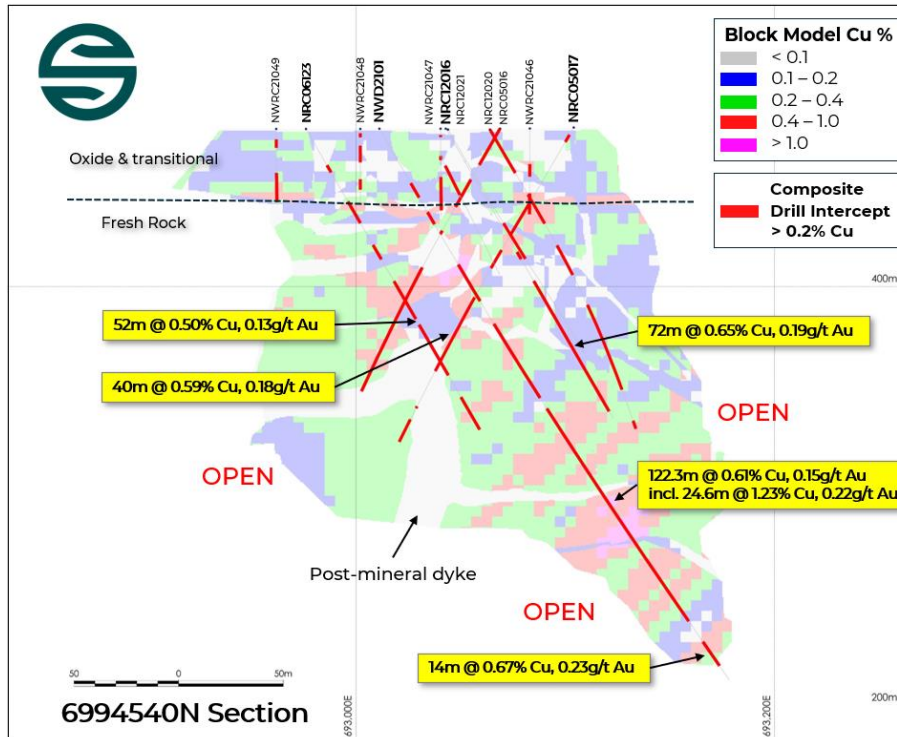 Block Model Cu %
< 0.1
0.1 – 0.2
0.2 – 0.4
0.4 – 1.0
> 1.0
Composite
Drill Intercept
> 0.2% Cu
NWRC21049
NRC06123
NWRC21048
NWD2101
NWRC21047
NRC12016
NRC12021
NRC12020
NRC05016
NWRC21046
NRC05017
Oxide & transitional
Fresh Rock
400m
52m @ 0.50% Cu, 0.13g/t Au
72m @ 0.65% Cu, 0.19g/t Au
40m @ 0.59% Cu, 0.18g/t Au
OPEN
OPEN
122.3m @ 0.61% Cu, 0.15g/t Au
incl. 24.6m @ 1.23% Cu, 0.22g/t Au
Post-mineral dyke
OPEN
14m @ 0.67% Cu, 0.23g/t Au
50 0 50m
6994540N Section
693,000E
693,200E
200m